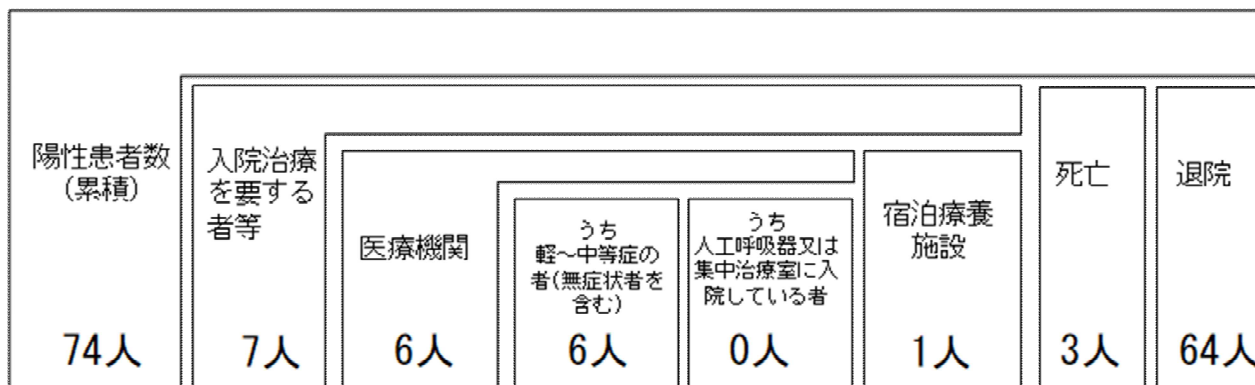 陽性患者数
(累積)
74人
入院治療
を要する
者等
7人
医療機関
6人
うち
軽～中等症の
者(無症状者を
含む)
6人
うち
人工呼吸器又は
集中治療室に入
院している者
0人
宿泊療養
施設
1人
死亡
3人
退院
64人